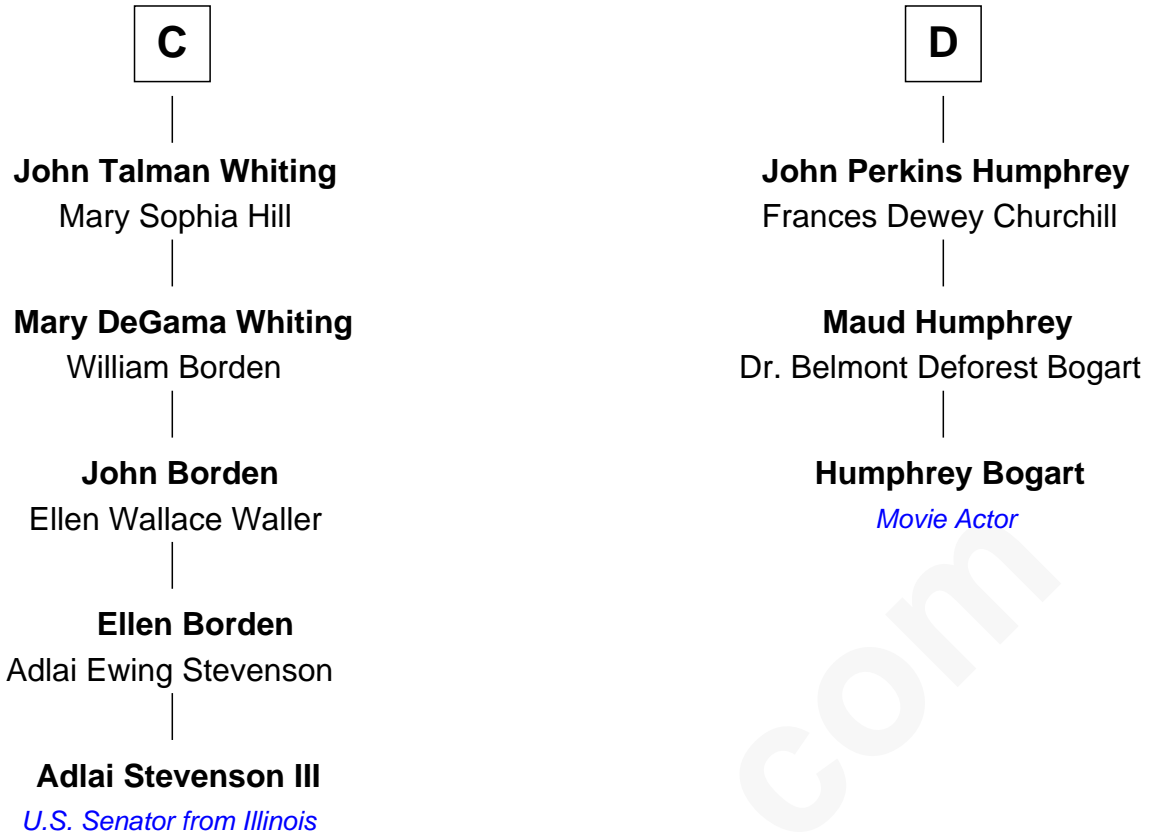 C
John Talman Whiting
Mary Sophia Hill
Mary DeGama Whiting
William Borden
John Borden
Ellen Wallace Waller
Ellen Borden
Adlai Ewing Stevenson
Adlai Stevenson III
U.S. Senator from Illinois
D
John Perkins Humphrey
Frances Dewey Churchill
Maud Humphrey
Dr. Belmont Deforest Bogart
Humphrey Bogart
Movie Actor
com